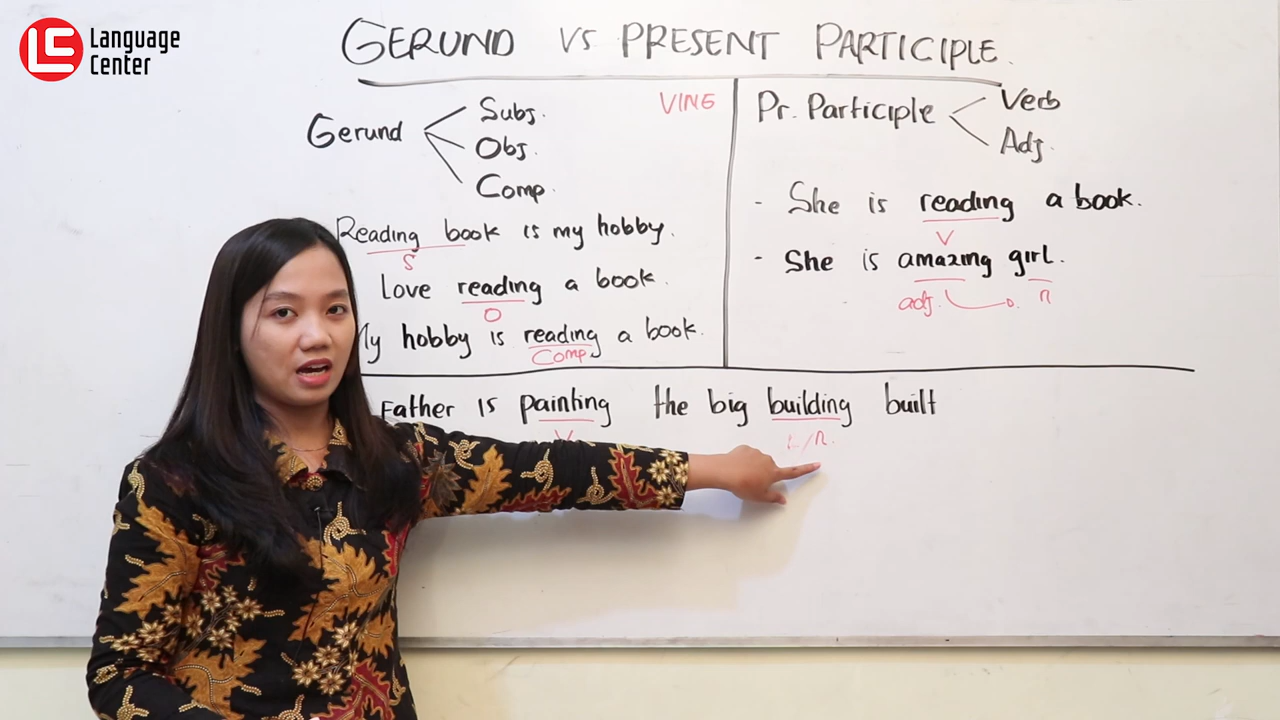 LC Language
Center
GERUND VS PRESENT PARTICIPLE.
Gerund
Subj.
Obj.
Comp.
VING
Reading book is my hobby.
S
Love reading a book.
O
My hobby is reading a book.
Comp
Pr. Participle
Verb
Adj.
- She is reading a book.
V
- She is amazing girl.
adj. n
Father is painting the big building built
V